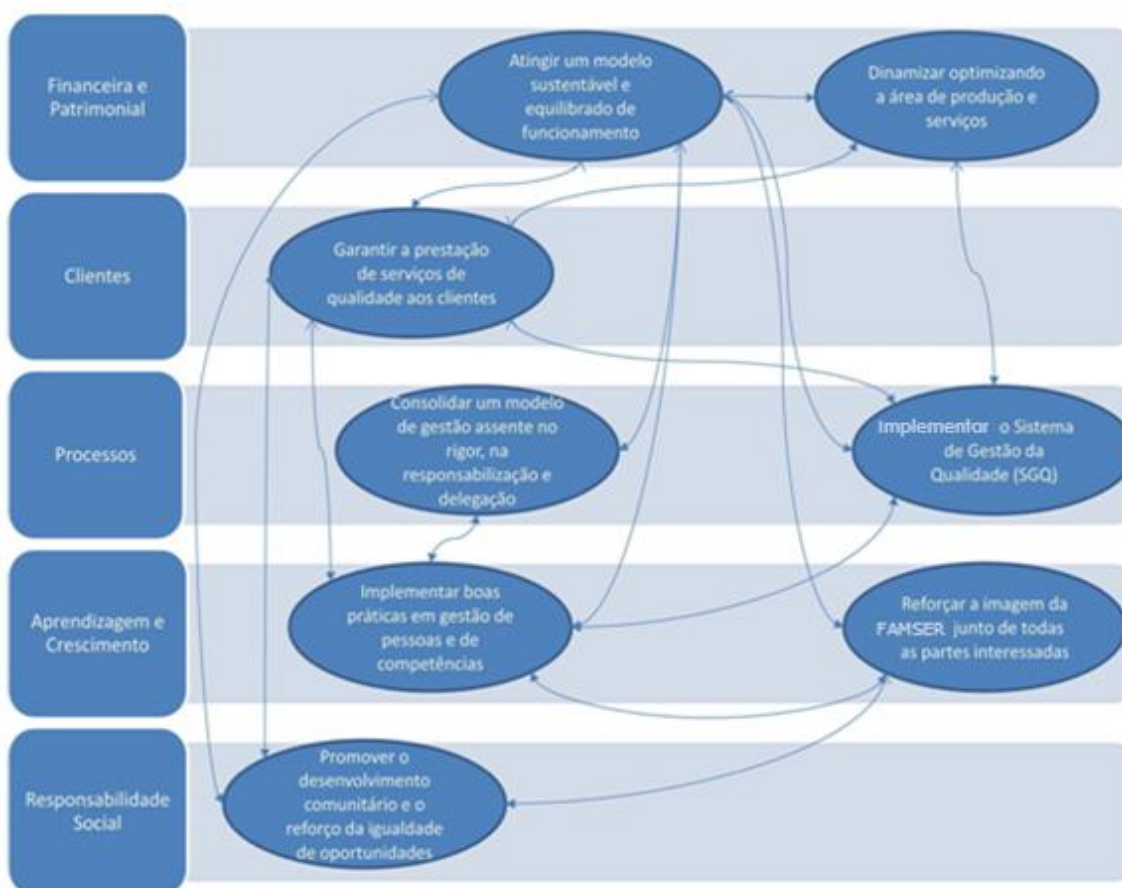 Financeira e
Patrimonial
Atingir um modelo
sustentável e
equilibrado de
funcionamento
Dinamizar optimizando
a área de produção e
serviços
Clientes
Garantir a prestação
de serviços de
qualidade aos clientes
Processos
Consolidar um modelo
de gestão assente no
rigor, na
responsabilização e
delegação
Implementar o Sistema
de Gestão da
Qualidade (SGQ)
Aprendizagem e
Crescimento
Implementar boas
práticas em gestão de
pessoas e de
competências
Reforçar a imagem da
FAMSER junto de todas
as partes interessadas
Responsabilidade
Social
Promover o
desenvolvimento
comunitário e o
reforço da igualdade
de oportunidades